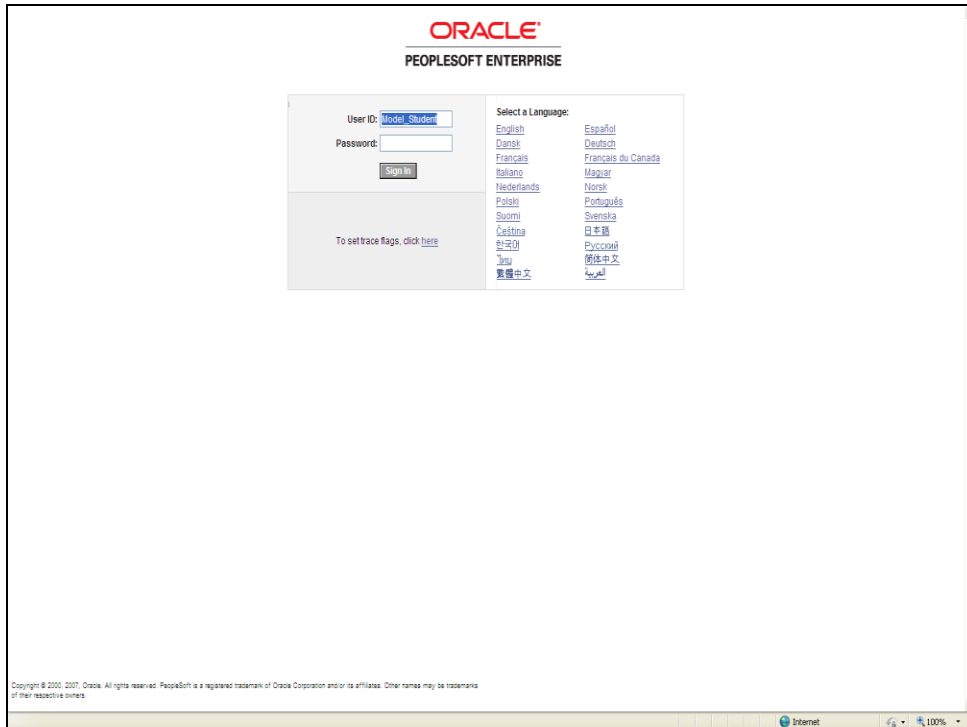 ORACLE®
PEOPLESOFT ENTERPRISE
User ID: Model_Student
Password:
Sign In
To set trace flags, click here
Select a Language:
English Español
Dansk Deutsch
Français Français du Canada
Italiano Magyar
Nederlands Norsk
Polski Português
Suomi Svenska
Čeština 日本語
한국어 Русский
ไทย 简体中文
繁體中文 العربية
Copyright © 2000, 2007, Oracle. All rights reserved. PeopleSoft is a registered trademark of Oracle Corporation and/or its affiliates. Other names may be trademarks
of their respective owners.
Internet 100%